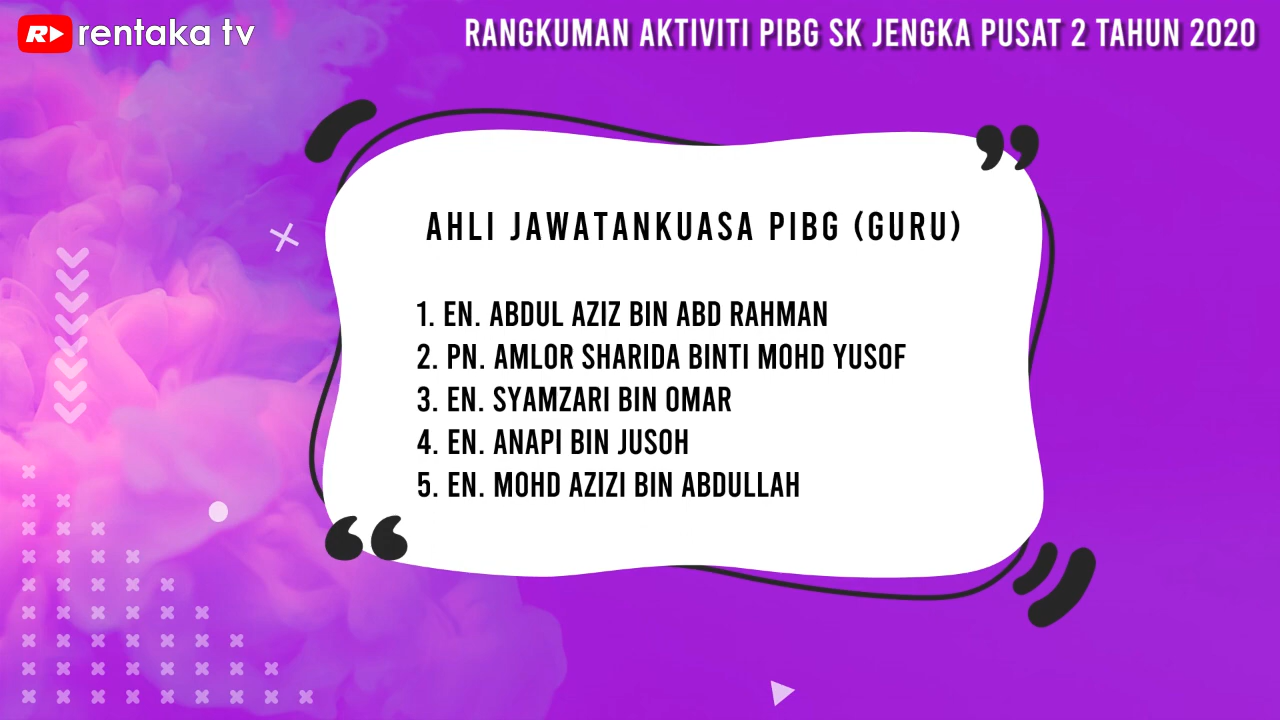 rentaka tv
RANGKUMAN AKTIVITI PIBG SK JENGKA PUSAT 2 TAHUN 2020
AHLI JAWATANKUASA PIBG (GURU)
1. EN. ABDUL AZIZ BIN ABD RAHMAN
2. PN. AMLOR SHARIDA BINTI MOHD YUSOF
3. EN. SYAMZARI BIN OMAR
4. EN. ANAPI BIN JUSOH
5. EN. MOHD AZIZI BIN ABDULLAH